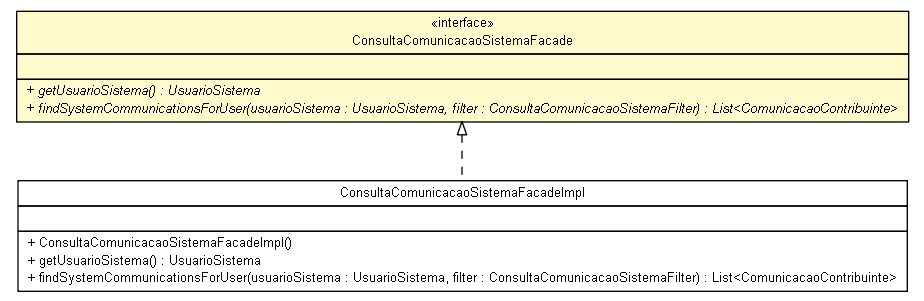 «interface»
ConsultaComunicacaoSistemaFacade
+ getUsuarioSistema() : UsuarioSistema
+ findSystemCommunicationsForUser(usuarioSistema : UsuarioSistema, filter : ConsultaComunicacaoSistemaFilter) : List<ComunicacaoContribuinte>
ConsultaComunicacaoSistemaFacadeImpl
+ ConsultaComunicacaoSistemaFacadeImpl()
+ getUsuarioSistema() : UsuarioSistema
+ findSystemCommunicationsForUser(usuarioSistema : UsuarioSistema, filter : ConsultaComunicacaoSistemaFilter) : List<ComunicacaoContribuinte>